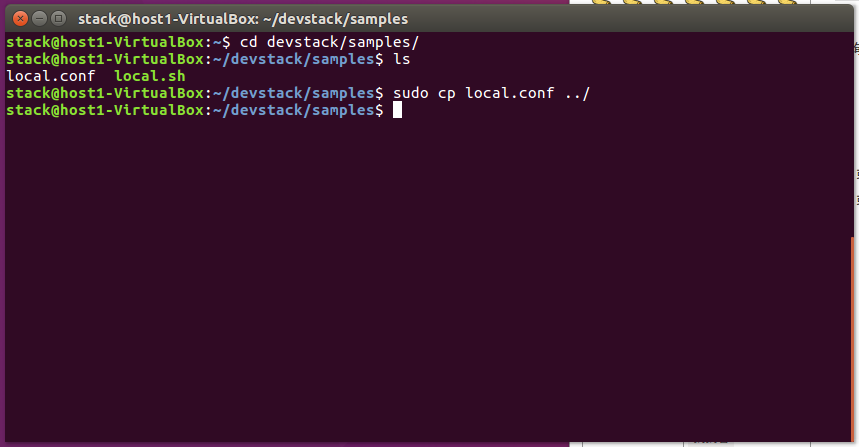 stack@host1-VirtualBox: ~/devstack/samples
stack@host1-VirtualBox:~$ cd devstack/samples/
stack@host1-VirtualBox:~/devstack/samples$ ls
local.conf  local.sh
stack@host1-VirtualBox:~/devstack/samples$ sudo cp local.conf ../
stack@host1-VirtualBox:~/devstack/samples$